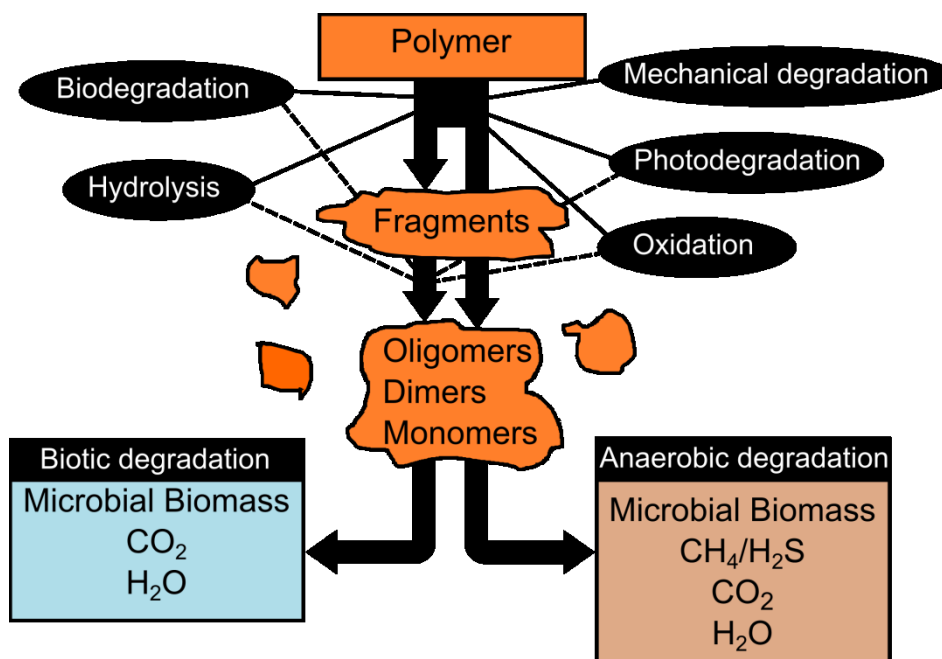 Polymer
Biodegradation
Mechanical degradation
Hydrolysis
Photodegradation
Fragments
Oxidation
Oligomers
Dimers
Monomers
Biotic degradation
Microbial Biomass
CO₂
H₂O
Anaerobic degradation
Microbial Biomass
CH₄/H₂S
CO₂
H₂O